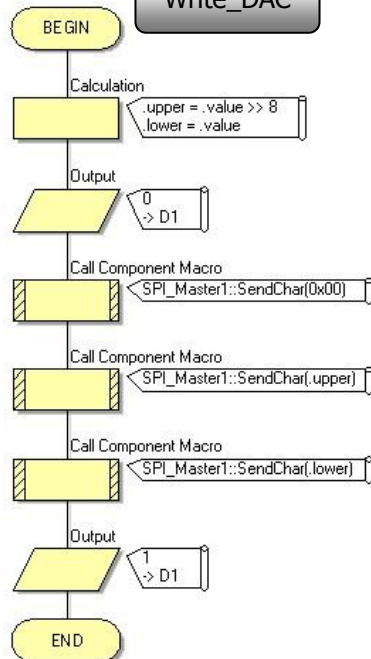 Write_DAC
BEGIN
Calculation
.upper = .value >> 8
.lower = .value
Output
0
-> D1
Call Component Macro
SPI_Master1::SendChar(0x00)
Call Component Macro
SPI_Master1::SendChar(.upper)
Call Component Macro
SPI_Master1::SendChar(.lower)
Output
1
-> D1
END